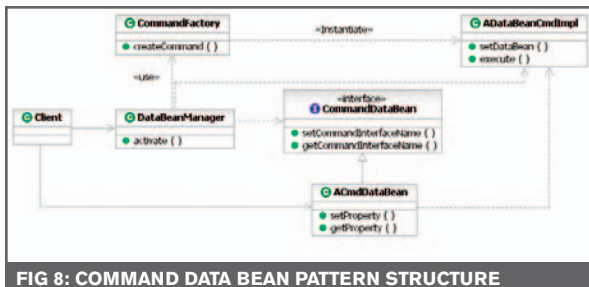 CommandFactory
createCommand ( )
«Instantiate»
ADataBeanCmdImpl
setDataBean ( )
execute ( )
«use»
Client
DataBeanManager
activate ( )
«interface»
CommandDataBean
setCommandInterfaceName ( )
getCommandInterfaceName ( )
ACmdDataBean
setProperty ( )
getProperty ( )
FIG 8: COMMAND DATA BEAN PATTERN STRUCTURE